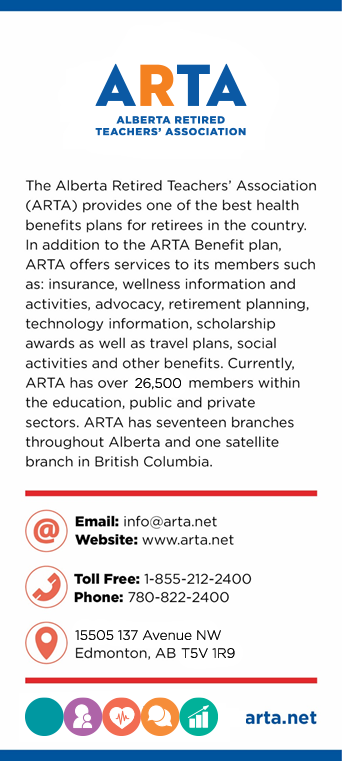 ARTA
ALBERTA RETIRED
TEACHERS' ASSOCIATION
The Alberta Retired Teachers' Association
(ARTA) provides one of the best health
benefits plans for retirees in the country.
In addition to the ARTA Benefit plan,
ARTA offers services to its members such
as: insurance, wellness information and
activities, advocacy, retirement planning,
technology information, scholarship
awards as well as travel plans, social
activities and other benefits. Currently,
ARTA has over 26,500 members within
the education, public and private
sectors. ARTA has seventeen branches
throughout Alberta and one satellite
branch in British Columbia.
@
Email: info@arta.net
Website: www.arta.net
Toll Free: 1-855-212-2400
Phone: 780-822-2400
15505 137 Avenue NW
Edmonton, AB T5V 1R9
arta.net